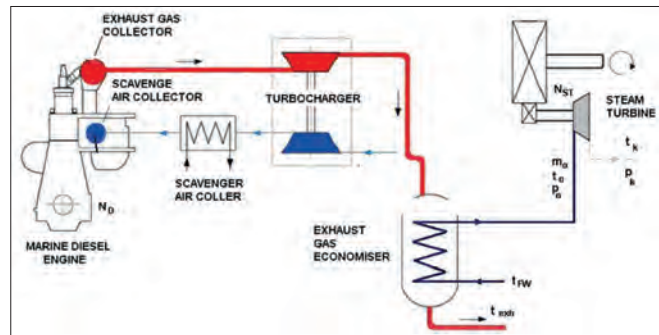 EXHAUST GAS
COLLECTOR
SCAVENGE
AIR COLLECTOR
TURBOCHARGER
N_ST
STEAM
TURBINE
t_k
p_k
m_o
t_o
p_o
SCAVENGER
AIR COLLER
N_D
MARINE DIESEL
ENGINE
EXHAUST
GAS
ECONOMISER
t_FW
t_exh